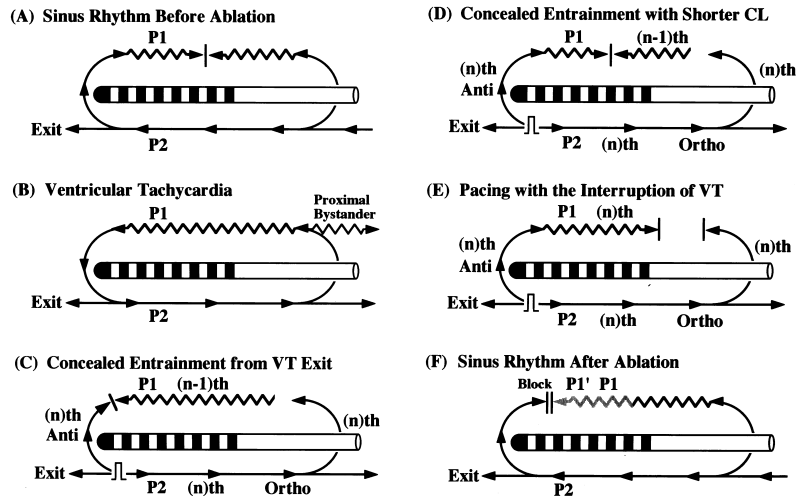 (A) Sinus Rhythm Before Ablation
P1
Exit
P2
(B) Ventricular Tachycardia
P1
Proximal
Bystander
Exit
P2
(C) Concealed Entrainment from VT Exit
P1 (n-1)th
(n)th
Anti
(n)th
Exit
P2 (n)th Ortho
(D) Concealed Entrainment with Shorter CL
P1 (n-1)th
(n)th
Anti
(n)th
Exit
P2 (n)th Ortho
(E) Pacing with the Interruption of VT
P1 (n)th
(n)th
Anti
(n)th
Exit
P2 (n)th Ortho
(F) Sinus Rhythm After Ablation
Block P1' P1
Exit
P2